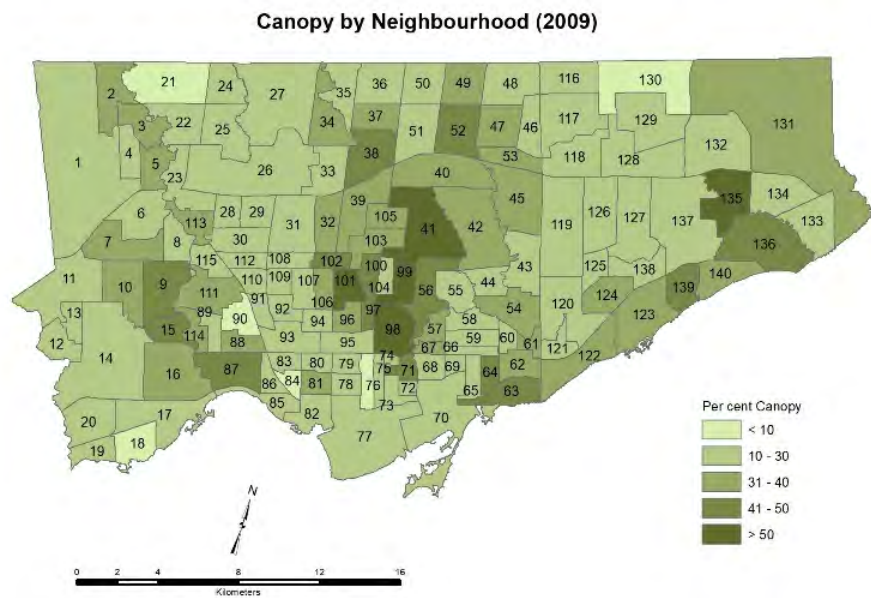 Canopy by Neighbourhood (2009)
21 24 27 35 36 50 49 48 116 130
2 3 22 25 34 37 51 52 47 46 117 129 131
1 4 5 23 26 33 38 53 118 128 132
40
6 113 28 29 31 32 39 105 41 42 45 119 126 127 137 135 134 133
7 8 30 103 136
115 112 108 102 100 99 43 125 138 140
11 10 9 111 110 109 107 101 104 56 55 44 124 139
91 92 106 97 54 120 123
13 15 89 90 94 96 98 57 58
12 114 88 93 95 67 66 59 60 61 121 122
14 16 87 83 80 79 74 75 71 68 69 64 62
86 84 81 78 76 72 65 63
20 17 85 82 73 70
19 18 77
Per cent Canopy
< 10
10 - 30
31 - 40
41 - 50
> 50
N
0 2 4 8 12 16
Kilometers